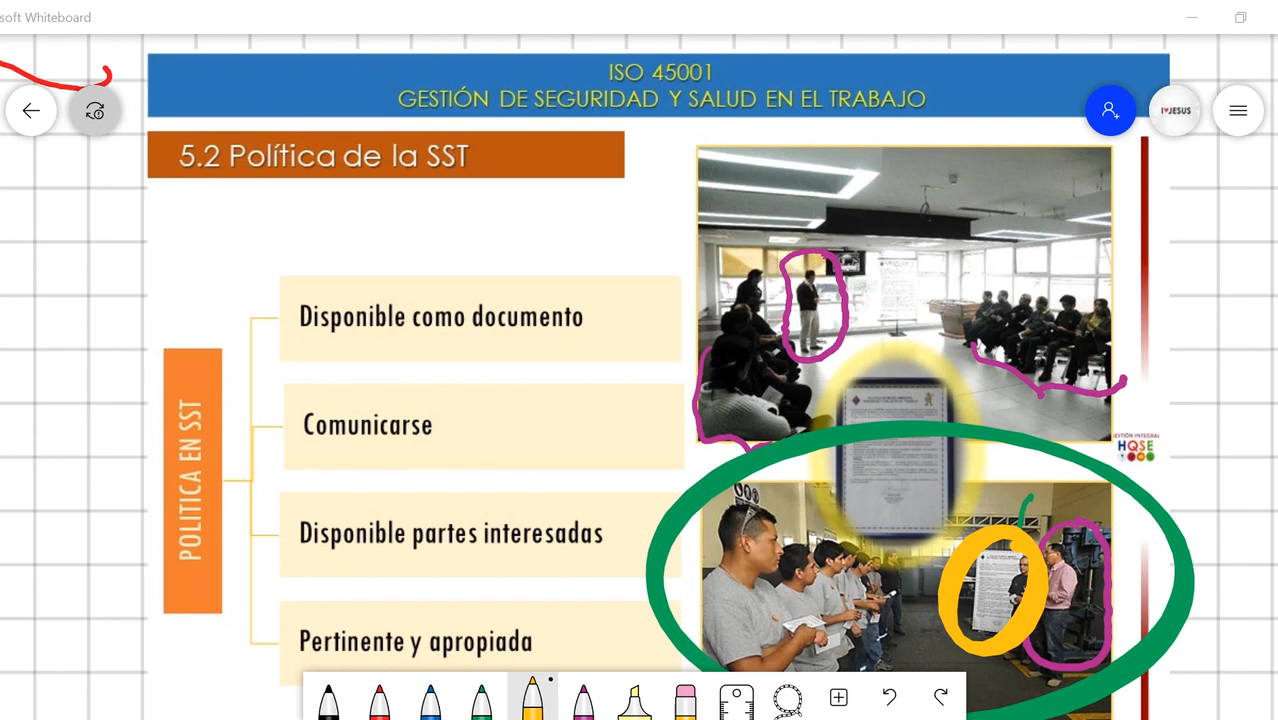 soft Whiteboard
ISO 45001
GESTIÓN DE SEGURIDAD Y SALUD EN EL TRABAJO
I♥JESUS
5.2 Política de la SST
POLITICA EN SST
Disponible como documento
Comunicarse
Disponible partes interesadas
Pertinente y apropiada
GESTIÓN INTEGRAL
HQSE